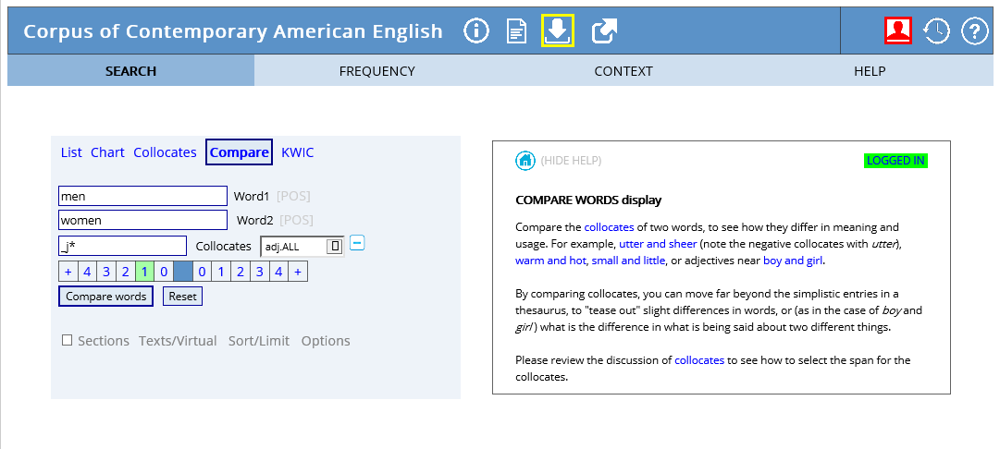 Corpus of Contemporary American English
SEARCH FREQUENCY CONTEXT HELP
List Chart Collocates Compare KWIC
men Word1 [POS]
women Word2 [POS]
_j* Collocates adj.ALL
+ 4 3 2 1 0 0 1 2 3 4 +
Compare words Reset
Sections Texts/Virtual Sort/Limit Options
(HIDE HELP) LOGGED IN
COMPARE WORDS display
Compare the collocates of two words, to see how they differ in meaning and
usage. For example, utter and sheer (note the negative collocates with utter),
warm and hot, small and little, or adjectives near boy and girl.
By comparing collocates, you can move far beyond the simplistic entries in a
thesaurus, to "tease out" slight differences in words, or (as in the case of boy and
girl) what is the difference in what is being said about two different things.
Please review the discussion of collocates to see how to select the span for the
collocates.